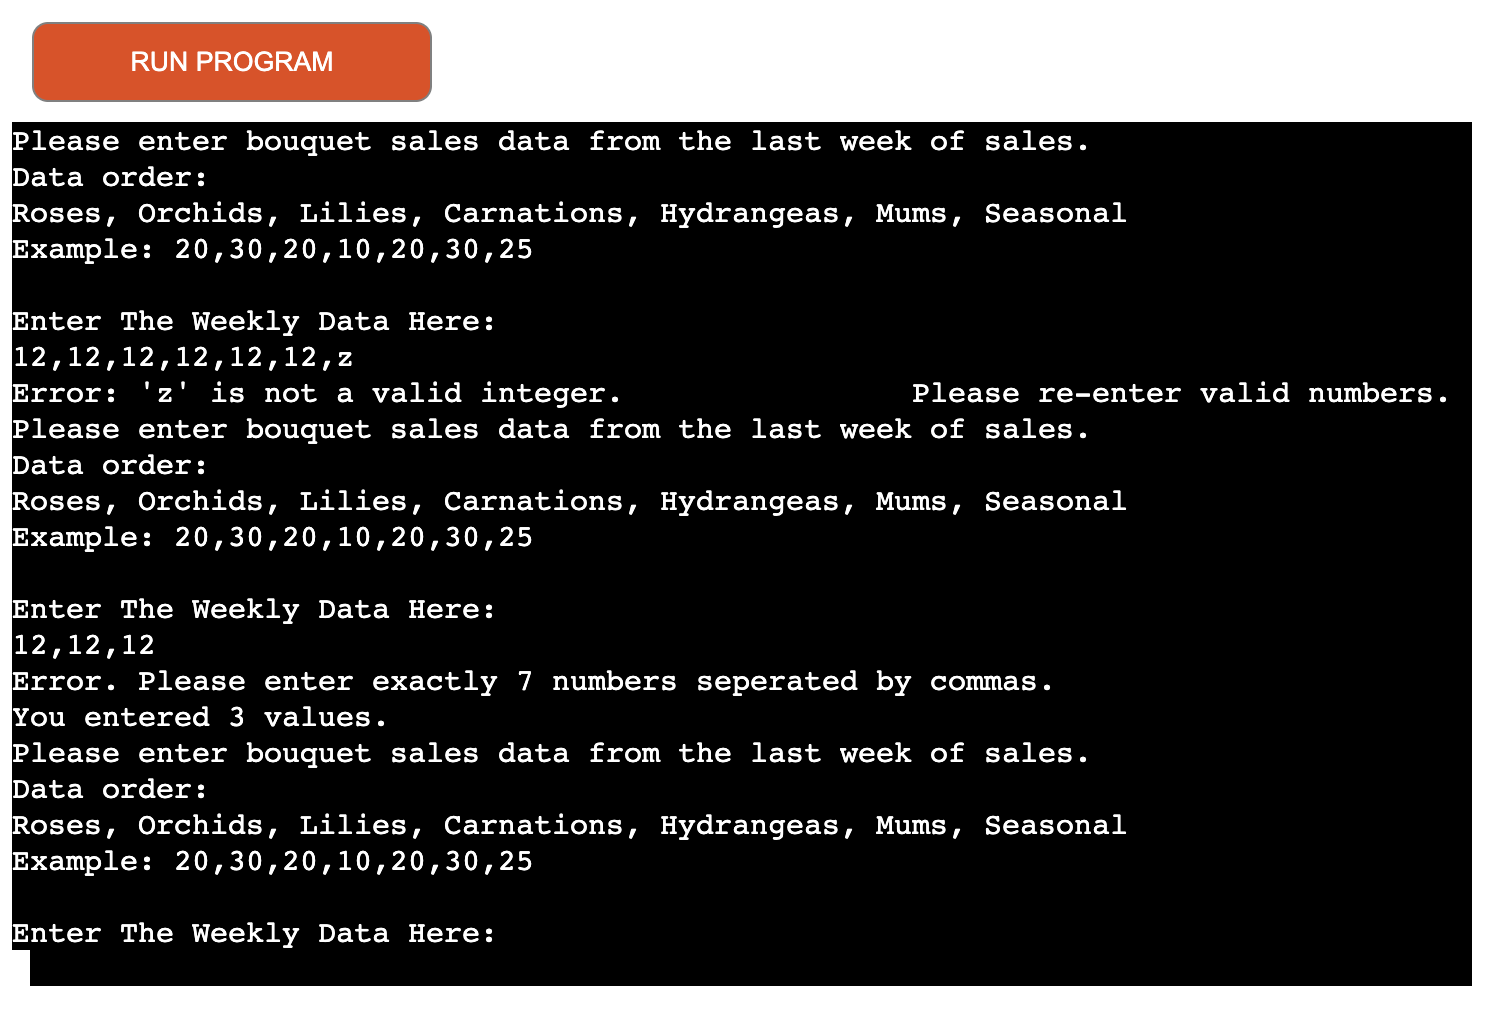 RUN PROGRAM
Please enter bouquet sales data from the last week of sales.
Data order:
Roses, Orchids, Lilies, Carnations, Hydrangeas, Mums, Seasonal
Example: 20,30,20,10,20,30,25
Enter The Weekly Data Here:
12,12,12,12,12,12,z
Error: 'z' is not a valid integer.                Please re-enter valid numbers.
Please enter bouquet sales data from the last week of sales.
Data order:
Roses, Orchids, Lilies, Carnations, Hydrangeas, Mums, Seasonal
Example: 20,30,20,10,20,30,25
Enter The Weekly Data Here:
12,12,12
Error. Please enter exactly 7 numbers seperated by commas.
You entered 3 values.
Please enter bouquet sales data from the last week of sales.
Data order:
Roses, Orchids, Lilies, Carnations, Hydrangeas, Mums, Seasonal
Example: 20,30,20,10,20,30,25
Enter The Weekly Data Here: